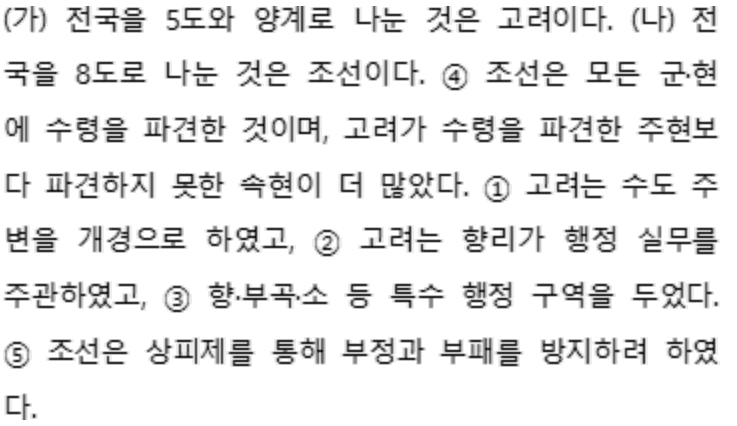 (가) 전국을 5도와 양계로 나눈 것은 고려이다. (나) 전
국을 8도로 나눈 것은 조선이다. ④ 조선은 모든 군·현
에 수령을 파견한 것이며, 고려가 수령을 파견한 주현보
다 파견하지 못한 속현이 더 많았다. ① 고려는 수도 주
변을 개경으로 하였고, ② 고려는 향리가 행정 실무를
주관하였고, ③ 향·부곡·소 등 특수 행정 구역을 두었다.
⑤ 조선은 상피제를 통해 부정과 부패를 방지하려 하였
다.